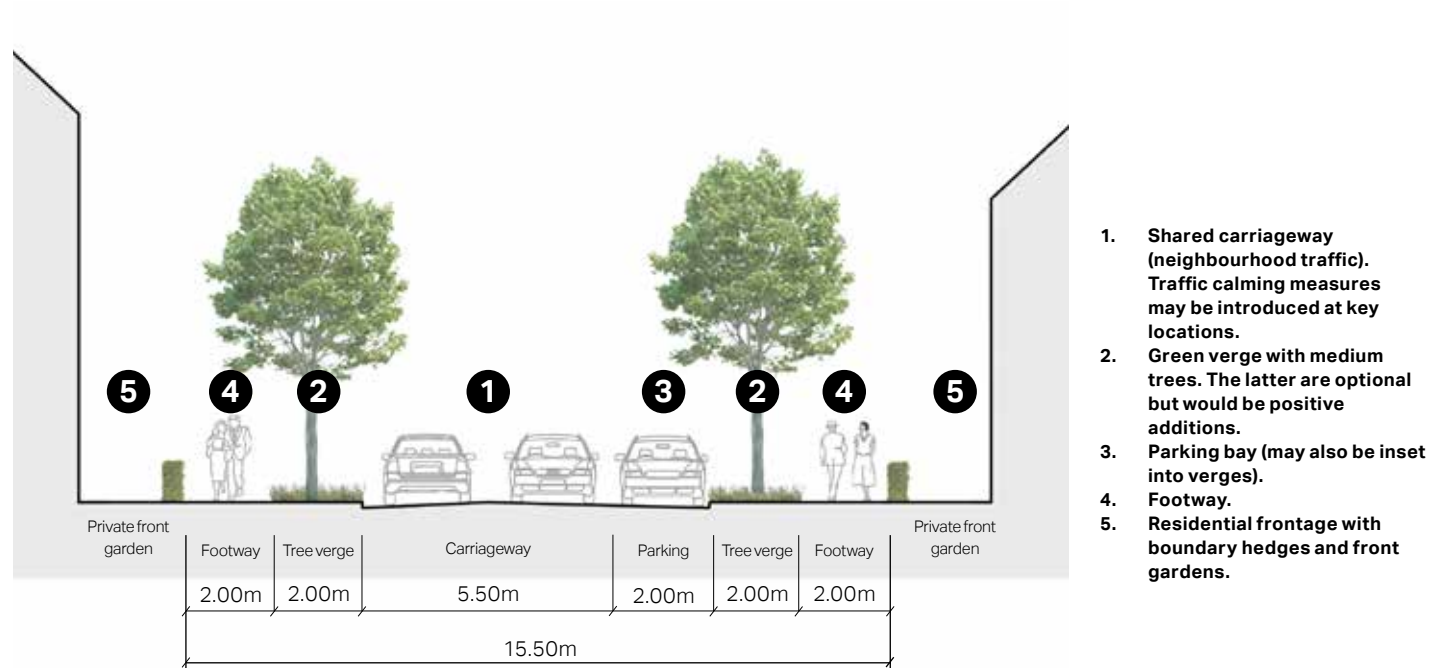 5
4
2
1
3
2
4
5
Private front
garden
Footway
Tree verge
Carriageway
Parking
Tree verge
Footway
Private front
garden
2.00m
2.00m
5.50m
2.00m
2.00m
2.00m
15.50m
1. Shared carriageway
(neighbourhood traffic).
Traffic calming measures
may be introduced at key
locations.
2. Green verge with medium
trees. The latter are optional
but would be positive
additions.
3. Parking bay (may also be inset
into verges).
4. Footway.
5. Residential frontage with
boundary hedges and front
gardens.